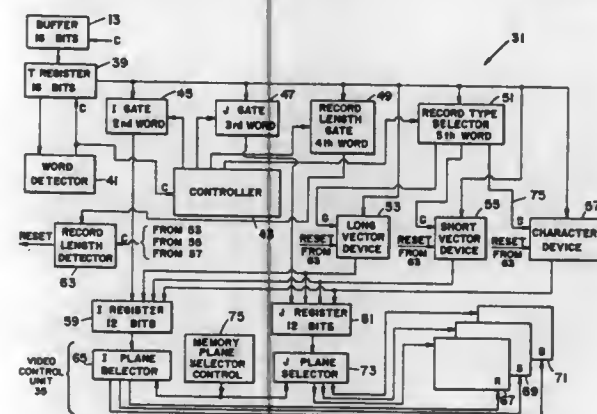 BUFFER
16 BITS
13
C
T REGISTER
16 BITS
39
C
I GATE
2nd WORD
45
J GATE
3rd WORD
47
RECORD
LENGTH
GATE
4th WORD
49
RECORD TYPE
SELECTOR
5th WORD
51
31
WORD
DETECTOR
41
C
CONTROLLER
43
RESET
RECORD
LENGTH
DETECTOR
63
C
FROM 53
FROM 55
FROM 57
C
RESET
FROM
63
LONG
VECTOR
DEVICE
53
C
RESET
FROM
63
SHORT
VECTOR
DEVICE
55
75
RESET
FROM
63
CHARACTER
DEVICE
57
59
I REGISTER
12 BITS
J REGISTER
12 BITS
61
VIDEO
CONTROL
UNIT
35
65
I PLANE
SELECTOR
75
MEMORY
PLANE
SELECTOR
CONTROL
J PLANE
SELECTOR
73
R
67
69
B
71